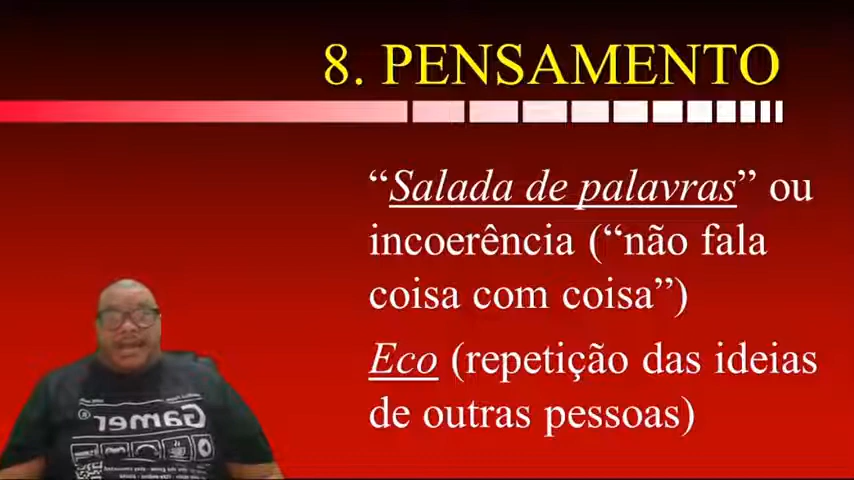 8. PENSAMENTO
“Salada de palavras” ou
incoerência (“não fala
coisa com coisa”)
Eco (repetição das ideias
de outras pessoas)
Gamer